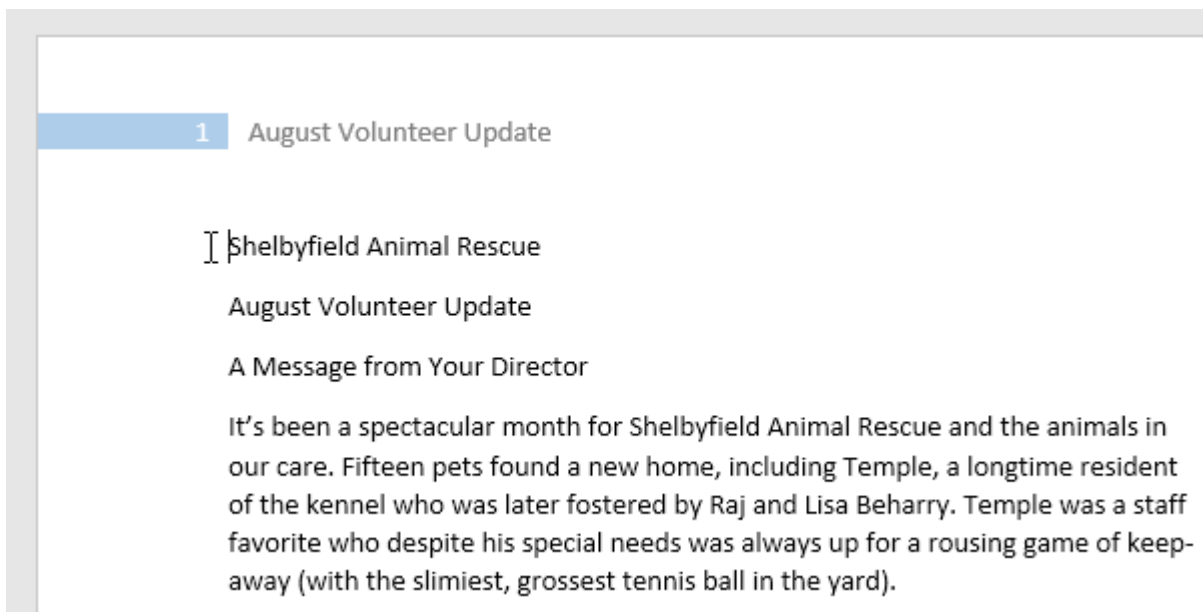 1 August Volunteer Update
Shelbyfield Animal Rescue
August Volunteer Update
A Message from Your Director
It’s been a spectacular month for Shelbyfield Animal Rescue and the animals in
our care. Fifteen pets found a new home, including Temple, a longtime resident
of the kennel who was later fostered by Raj and Lisa Beharry. Temple was a staff
favorite who despite his special needs was always up for a rousing game of keep-
away (with the slimiest, grossest tennis ball in the yard).